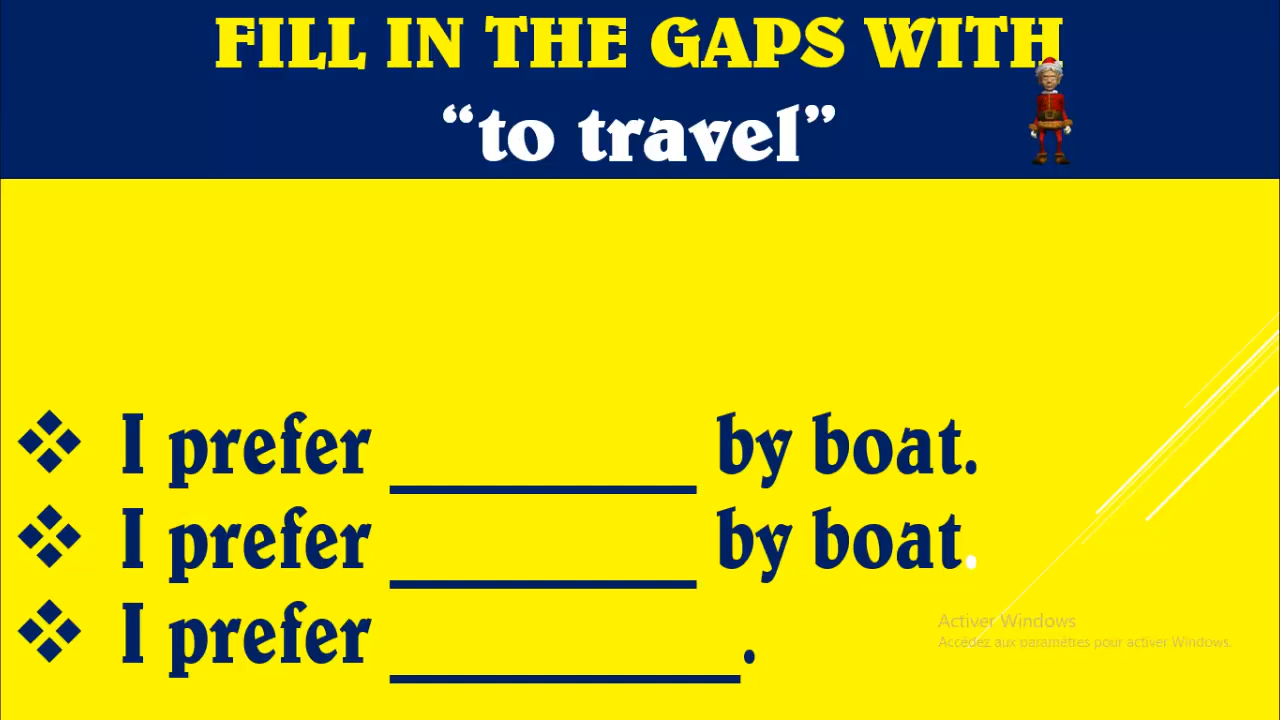 FILL IN THE GAPS WITH
“to travel”
❖ I prefer ________ by boat.
❖ I prefer ________ by boat.
❖ I prefer _________.
Activer Windows
Accédez aux paramètres pour activer Windows.